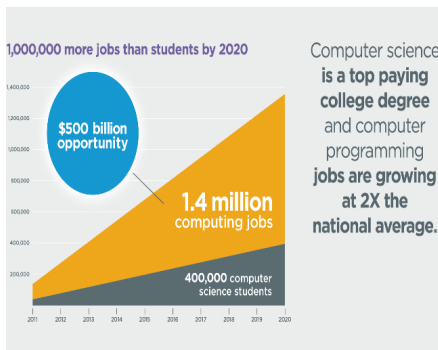 1,000,000 more jobs than students by 2020
1,400,000
1,200,000
1,000,000
800,000
600,000
400,000
200,000
$500 billion
opportunity
1.4 million
computing jobs
400,000 computer
science students
2011 2012 2013 2014 2015 2016 2017 2018 2019 2020
Computer science
is a top paying
college degree
and computer
programming
jobs are growing
at 2X the
national average.